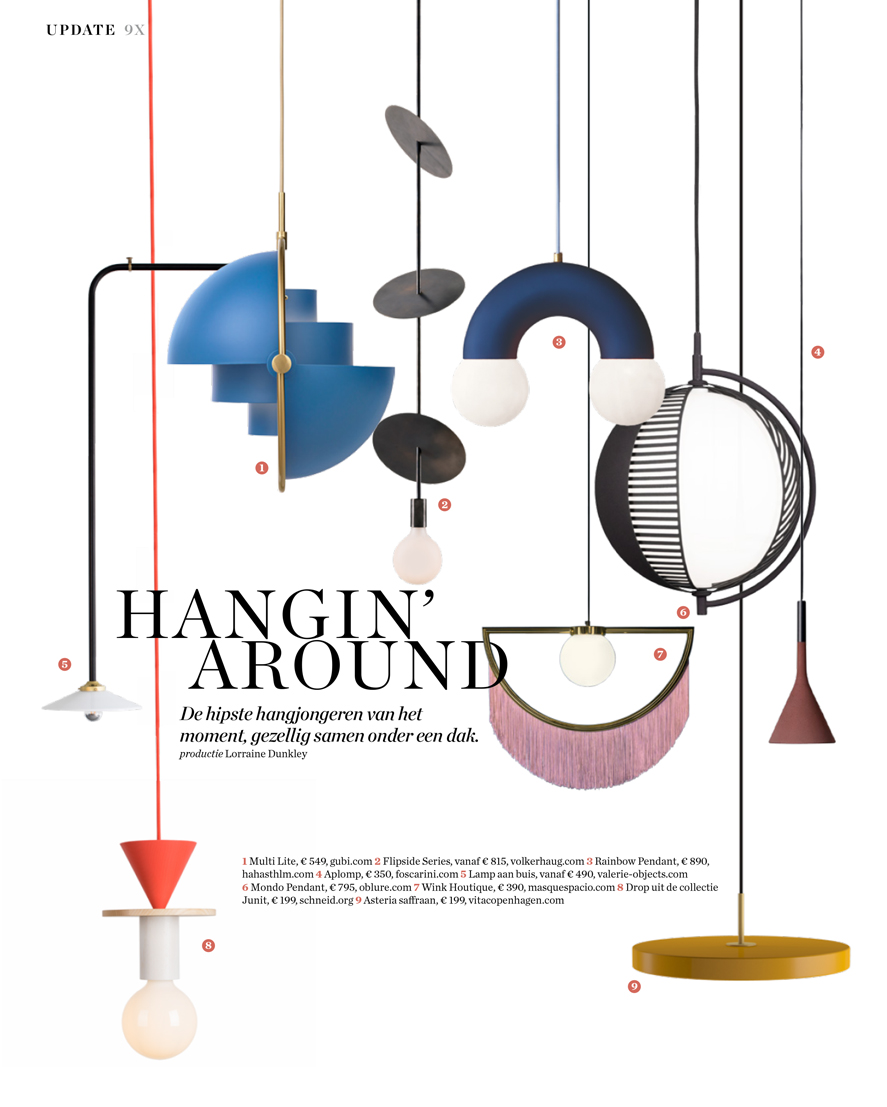 UPDATE 9X
HANGIN'
AROUND
De hipste hangjongeren van het
moment, gezellig samen onder een dak.
productie Lorraine Dunkley
1
2
3
4
5
6
7
8
9
1 Multi Lite, € 549, gubi.com 2 Flipside Series, vanaf € 815, volkerhaug.com 3 Rainbow Pendant, € 890,
hahasthlm.com 4 Aplomp, € 350, foscarini.com 5 Lamp aan buis, vanaf € 490, valerie-objects.com
6 Mondo Pendant, € 795, oblure.com 7 Wink Houtique, € 390, masquespacio.com 8 Drop uit de collectie
Junit, € 199, schneid.org 9 Asteria saffraan, € 199, vitacopenhagen.com